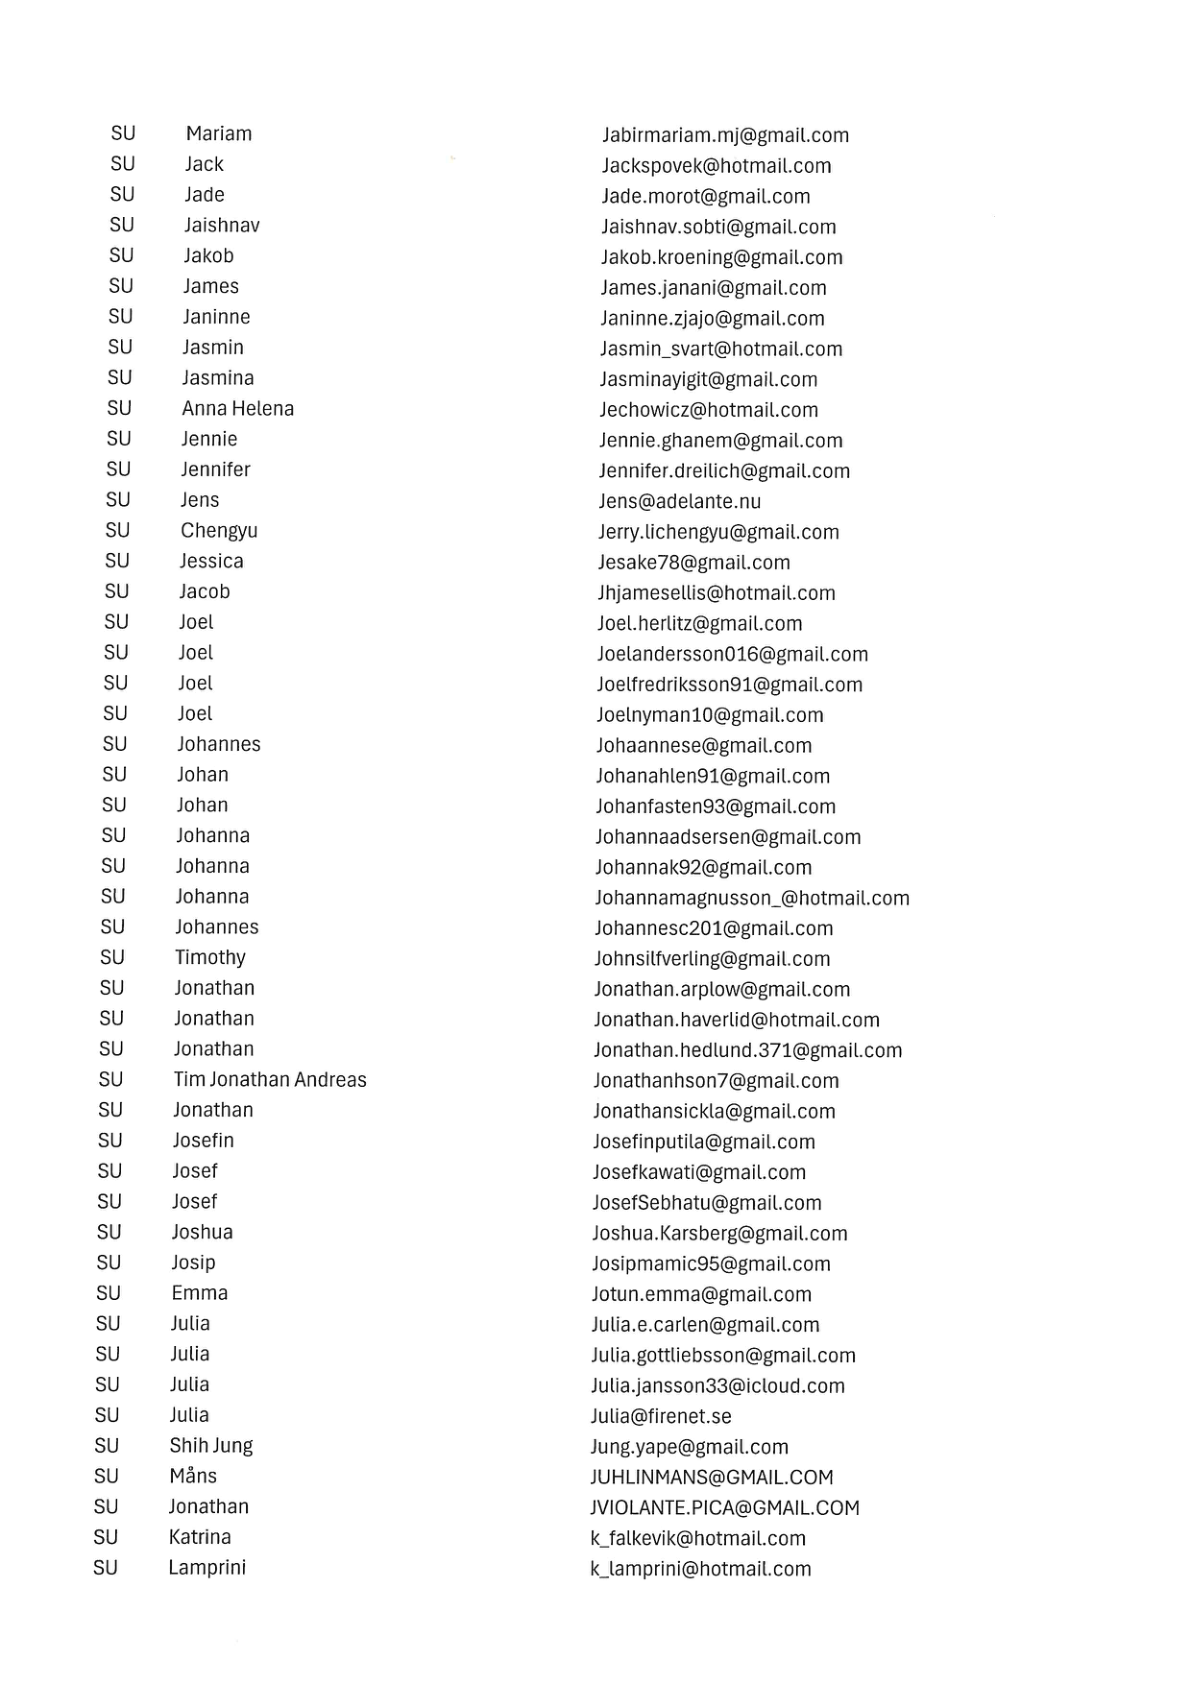 SU Mariam Jabirmariam.mj@gmail.com
SU Jack Jackspovek@hotmail.com
SU Jade Jade.morot@gmail.com
SU Jaishnav Jaishnav.sobti@gmail.com
SU Jakob Jakob.kroening@gmail.com
SU James James.janani@gmail.com
SU Janinne Janinne.zjajo@gmail.com
SU Jasmin Jasmin_svart@hotmail.com
SU Jasmina Jasminayigit@gmail.com
SU Anna Helena Jechowicz@hotmail.com
SU Jennie Jennie.ghanem@gmail.com
SU Jennifer Jennifer.dreilich@gmail.com
SU Jens Jens@adelante.nu
SU Chengyu Jerry.lichengyu@gmail.com
SU Jessica Jesake78@gmail.com
SU Jacob Jhjamesellis@hotmail.com
SU Joel Joel.herlitz@gmail.com
SU Joel Joelandersson016@gmail.com
SU Joel Joelfredriksson91@gmail.com
SU Joel Joelnyman10@gmail.com
SU Johannes Johaannese@gmail.com
SU Johan Johanahlen91@gmail.com
SU Johan Johanfasten93@gmail.com
SU Johanna Johannaadsersen@gmail.com
SU Johanna Johannak92@gmail.com
SU Johanna Johannamagnusson_@hotmail.com
SU Johannes Johannesc201@gmail.com
SU Timothy Johnsilfverling@gmail.com
SU Jonathan Jonathan.arplow@gmail.com
SU Jonathan Jonathan.haverlid@hotmail.com
SU Jonathan Jonathan.hedlund.371@gmail.com
SU Tim Jonathan Andreas Jonathanhson7@gmail.com
SU Jonathan Jonathansickla@gmail.com
SU Josefin Josefinputila@gmail.com
SU Josef Josefkawati@gmail.com
SU Josef JosefSebhatu@gmail.com
SU Joshua Joshua.Karsberg@gmail.com
SU Josip Josipmamic95@gmail.com
SU Emma Jotun.emma@gmail.com
SU Julia Julia.e.carlen@gmail.com
SU Julia Julia.gottliebsson@gmail.com
SU Julia Julia.jansson33@icloud.com
SU Julia Julia@firenet.se
SU Shih Jung Jung.yape@gmail.com
SU Måns JUHLINMANS@GMAIL.COM
SU Jonathan JVIOLANTE.PICA@GMAIL.COM
SU Katrina k_falkevik@hotmail.com
SU Lamprini k_lamprini@hotmail.com